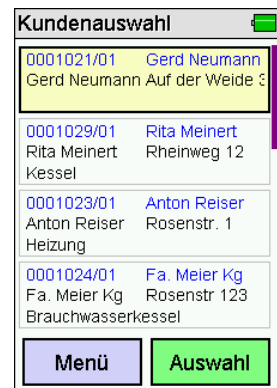 Kundenauswahl
0001021/01 Gerd Neumann
Gerd Neumann Auf der Weide 3
0001029/01 Rita Meinert
Rita Meinert Rheinweg 12
Kessel
0001023/01 Anton Reiser
Anton Reiser Rosenstr. 1
Heizung
0001024/01 Fa. Meier Kg
Fa. Meier Kg Rosenstr 123
Brauchwasserkessel
Menü Auswahl